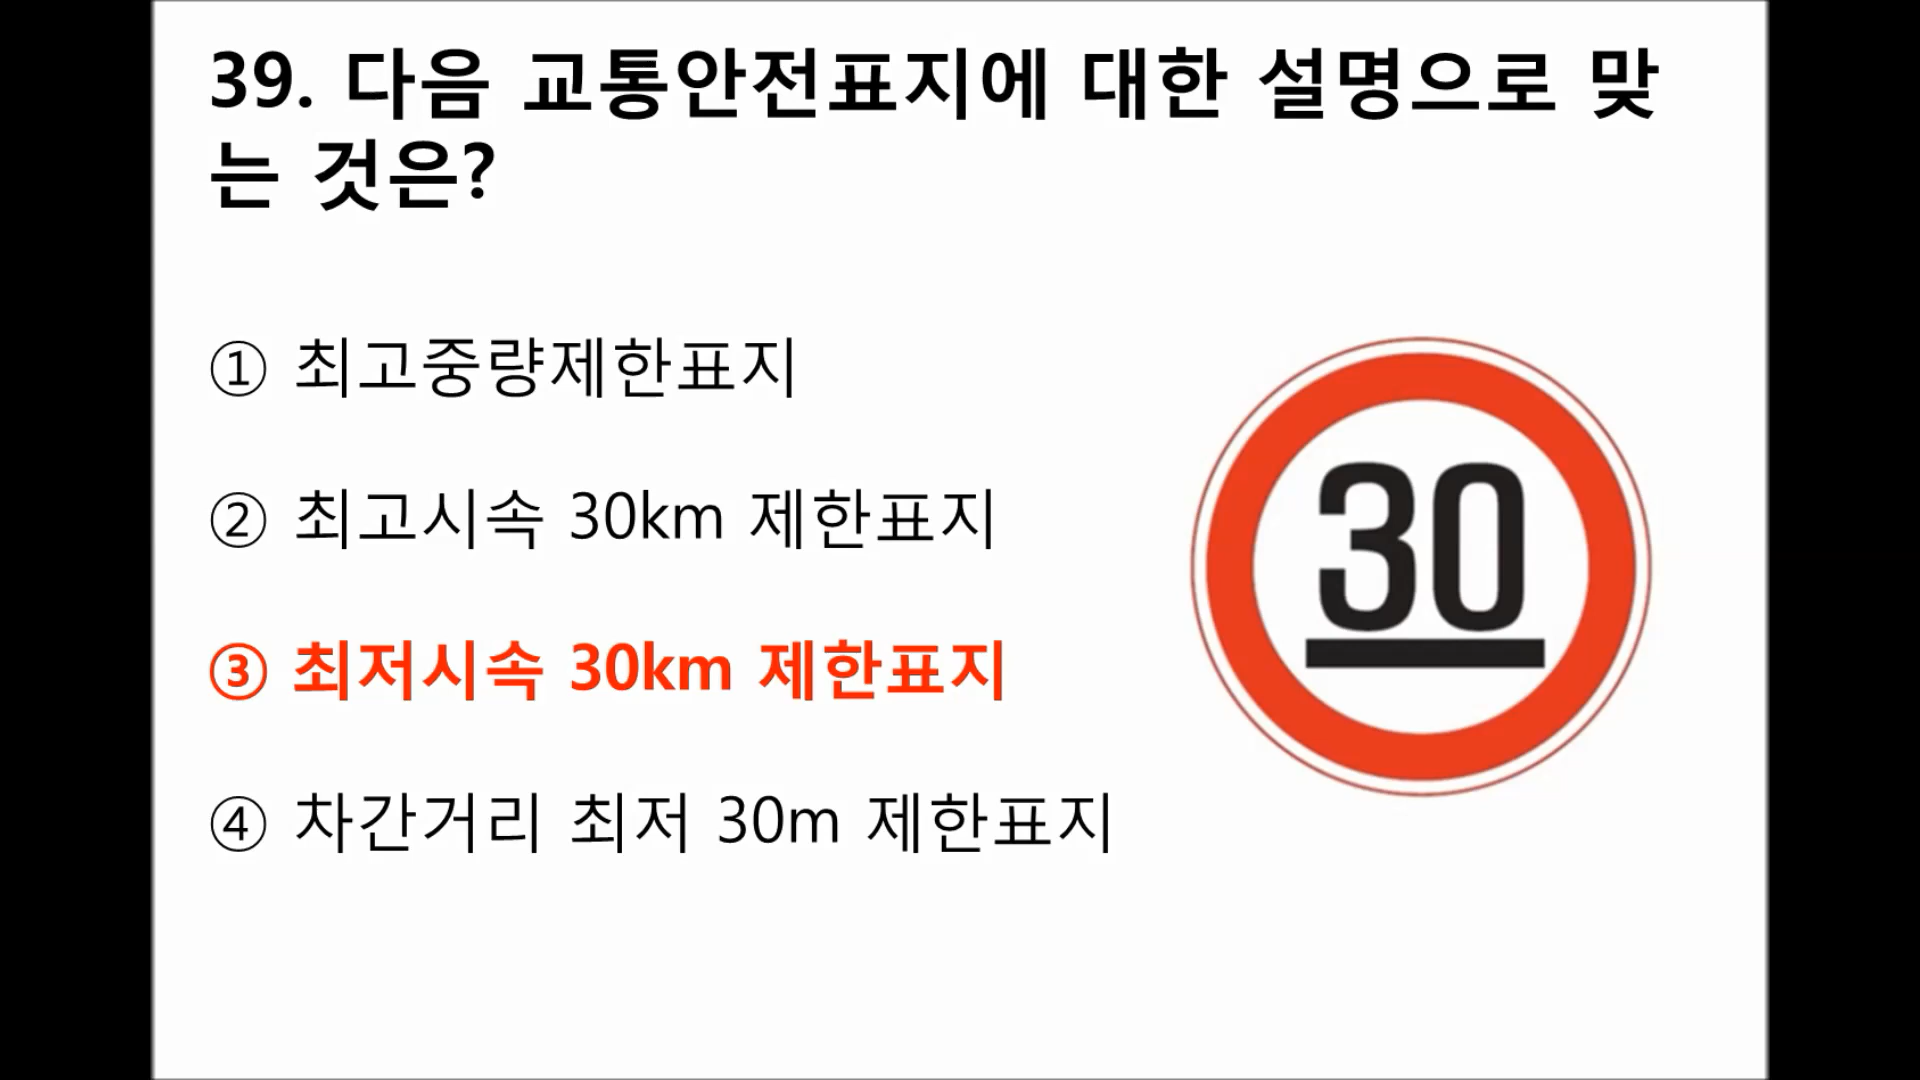 39. 다음 교통안전표지에 대한 설명으로 맞
는 것은?
① 최고중량제한표지
② 최고시속 30km 제한표지
③ 최저시속 30km 제한표지
④ 차간거리 최저 30m 제한표지
30